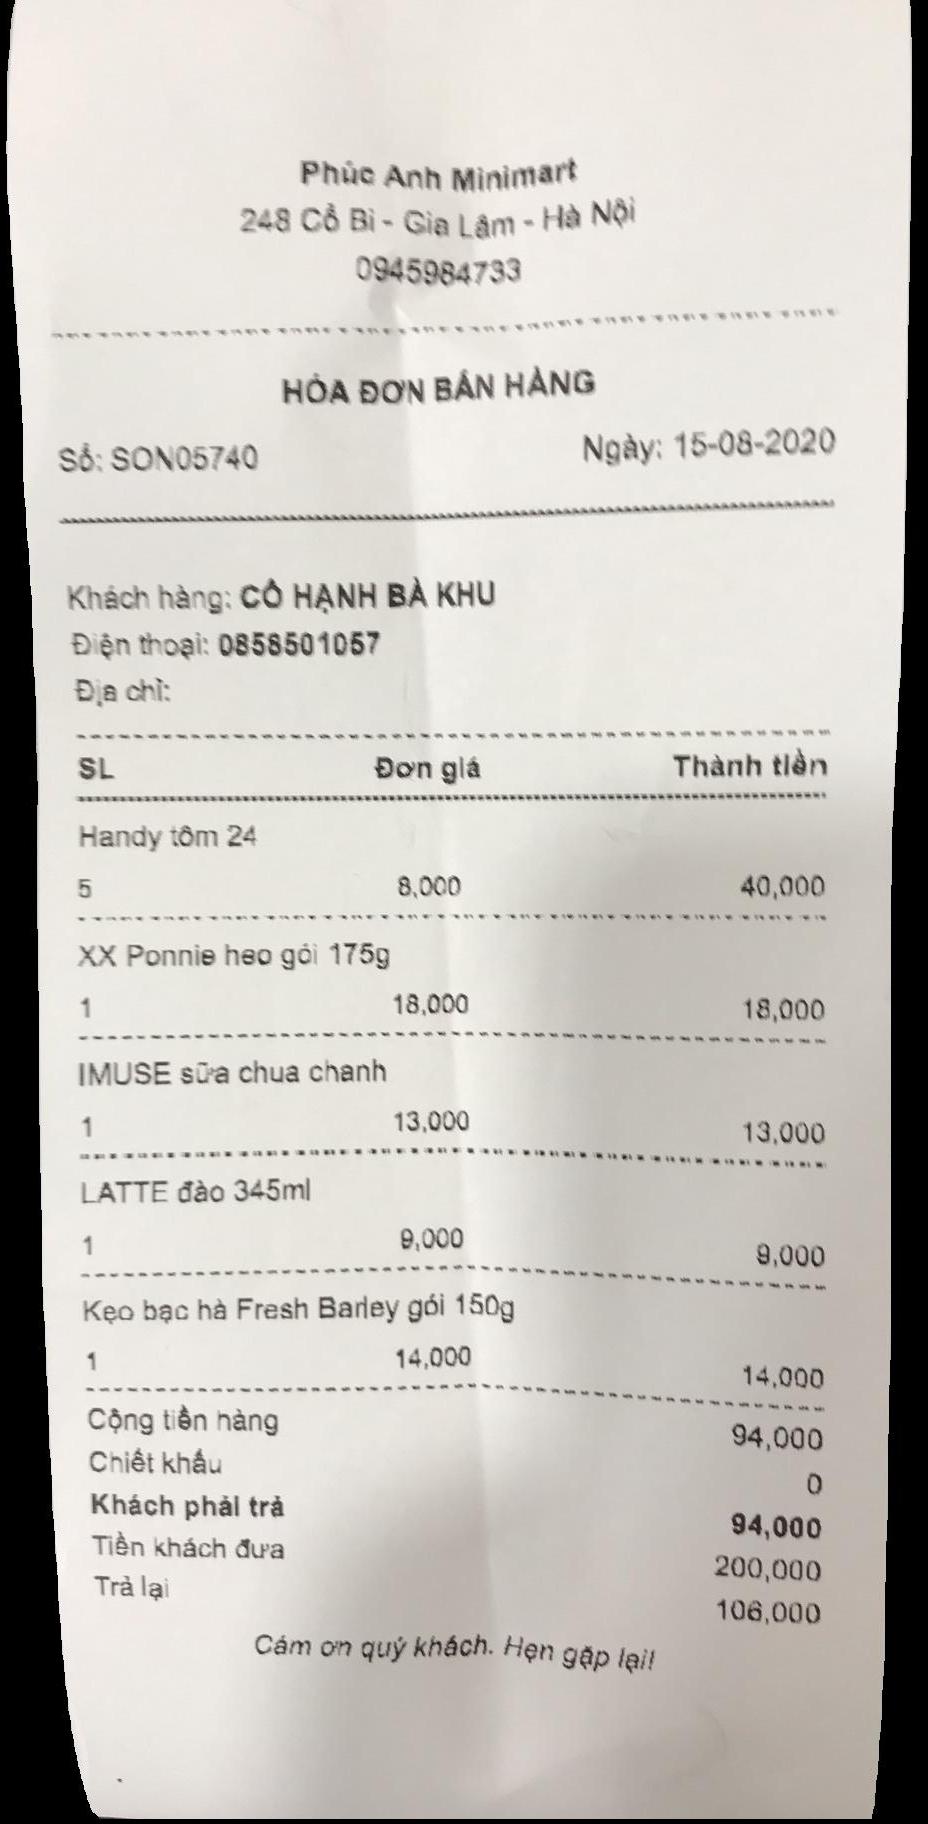 Phúc Anh Minimart
248 Cổ Bi - Gia Lâm - Hà Nội
0945984733
HÓA ĐƠN BÁN HÀNG
Số: SON05740 Ngày: 15-08-2020
Khách hàng: CÔ HẠNH BÀ KHU
Điện thoại: 0858501057
Địa chỉ:
SL Đơn giá Thành tiền
Handy tôm 24
5 8,000 40,000
XX Ponnie heo gói 175g
1 18,000 18,000
IMUSE sữa chua chanh
1 13,000 13,000
LATTE đào 345ml
1 9,000 9,000
Kẹo bạc hà Fresh Barley gói 150g
1 14,000 14,000
Cộng tiền hàng 94,000
Chiết khấu 0
Khách phải trả 94,000
Tiền khách đưa 200,000
Trả lại 106,000
Cám ơn quý khách. Hẹn gặp lại!